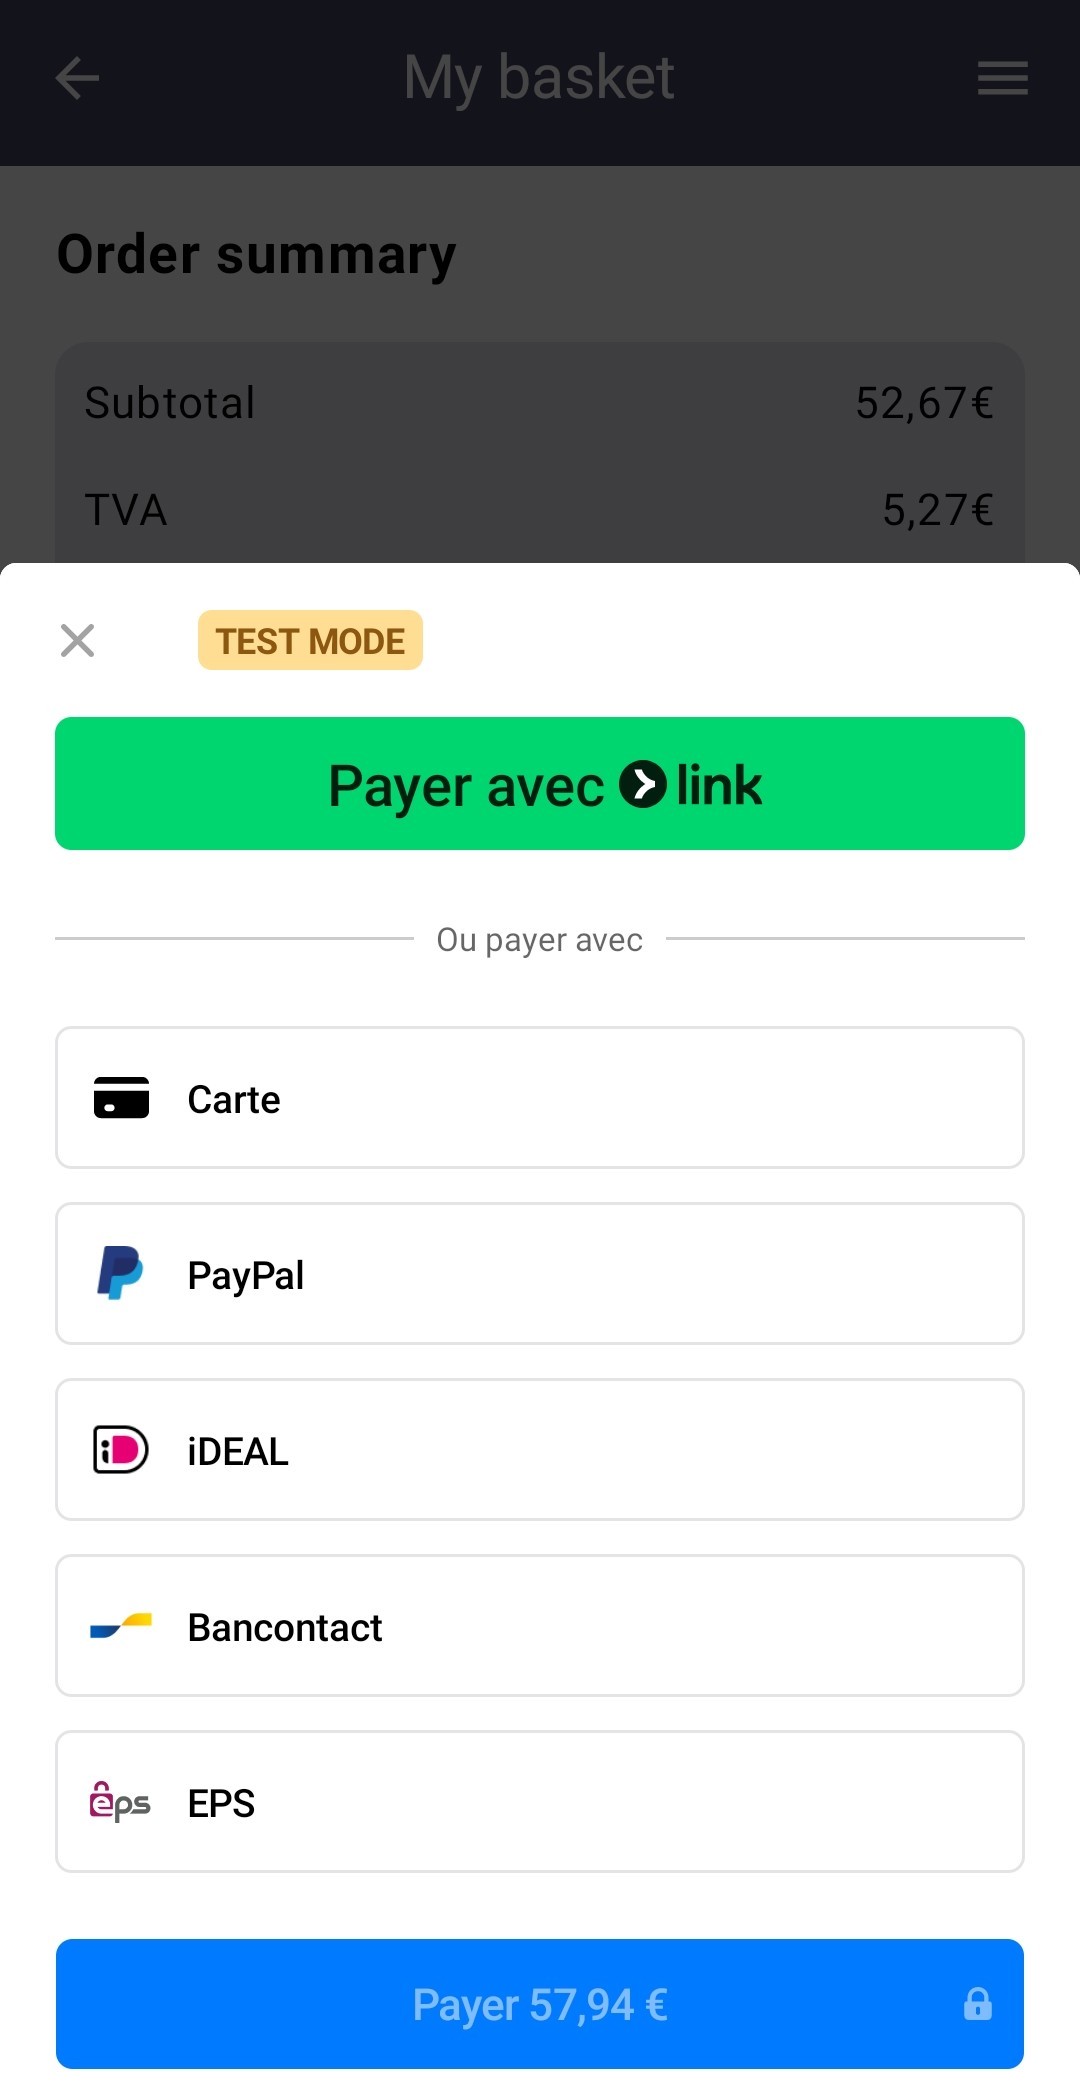 My basket
Order summary
Subtotal 52,67€
TVA 5,27€
TEST MODE
Payer avec link
Ou payer avec
Carte
PayPal
iDEAL
Bancontact
eps EPS
Payer 57,94 €